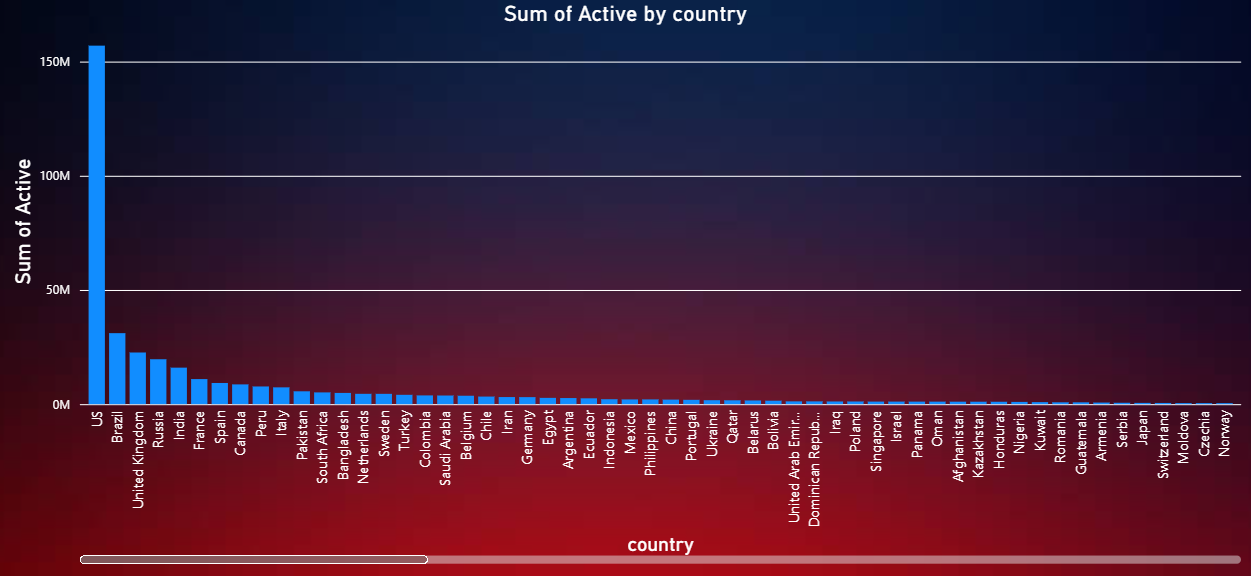 Sum of Active by country
Sum of Active
150M
100M
50M
0M
US
Brazil
United Kingdom
Russia
India
France
Spain
Canada
Peru
Italy
Pakistan
South Africa
Bangladesh
Netherlands
Sweden
Turkey
Colombia
Saudi Arabia
Belgium
Chile
Iran
Germany
Egypt
Argentina
Ecuador
Indonesia
Mexico
Philippines
China
Portugal
Ukraine
Qatar
Belarus
Bolivia
United Arab Emir...
Dominican Repub...
Iraq
Poland
Singapore
Israel
Panama
Oman
Afghanistan
Kazakhstan
Honduras
Nigeria
Kuwait
Romania
Guatemala
Armenia
Serbia
Japan
Switzerland
Moldova
Czechia
Norway
country